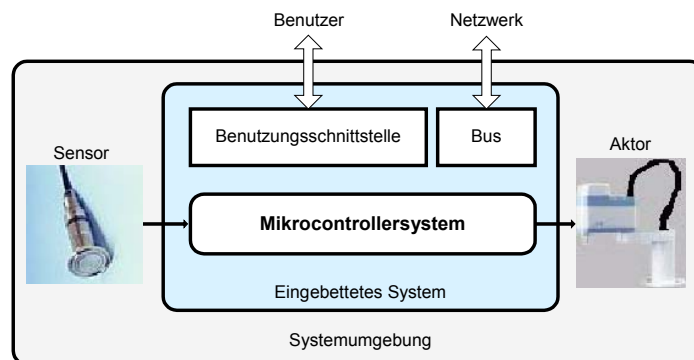 Benutzer
Netzwerk
Benutzungsschnittstelle
Bus
Sensor
Aktor
Mikrocontrollersystem
Eingebettetes System
Systemumgebung